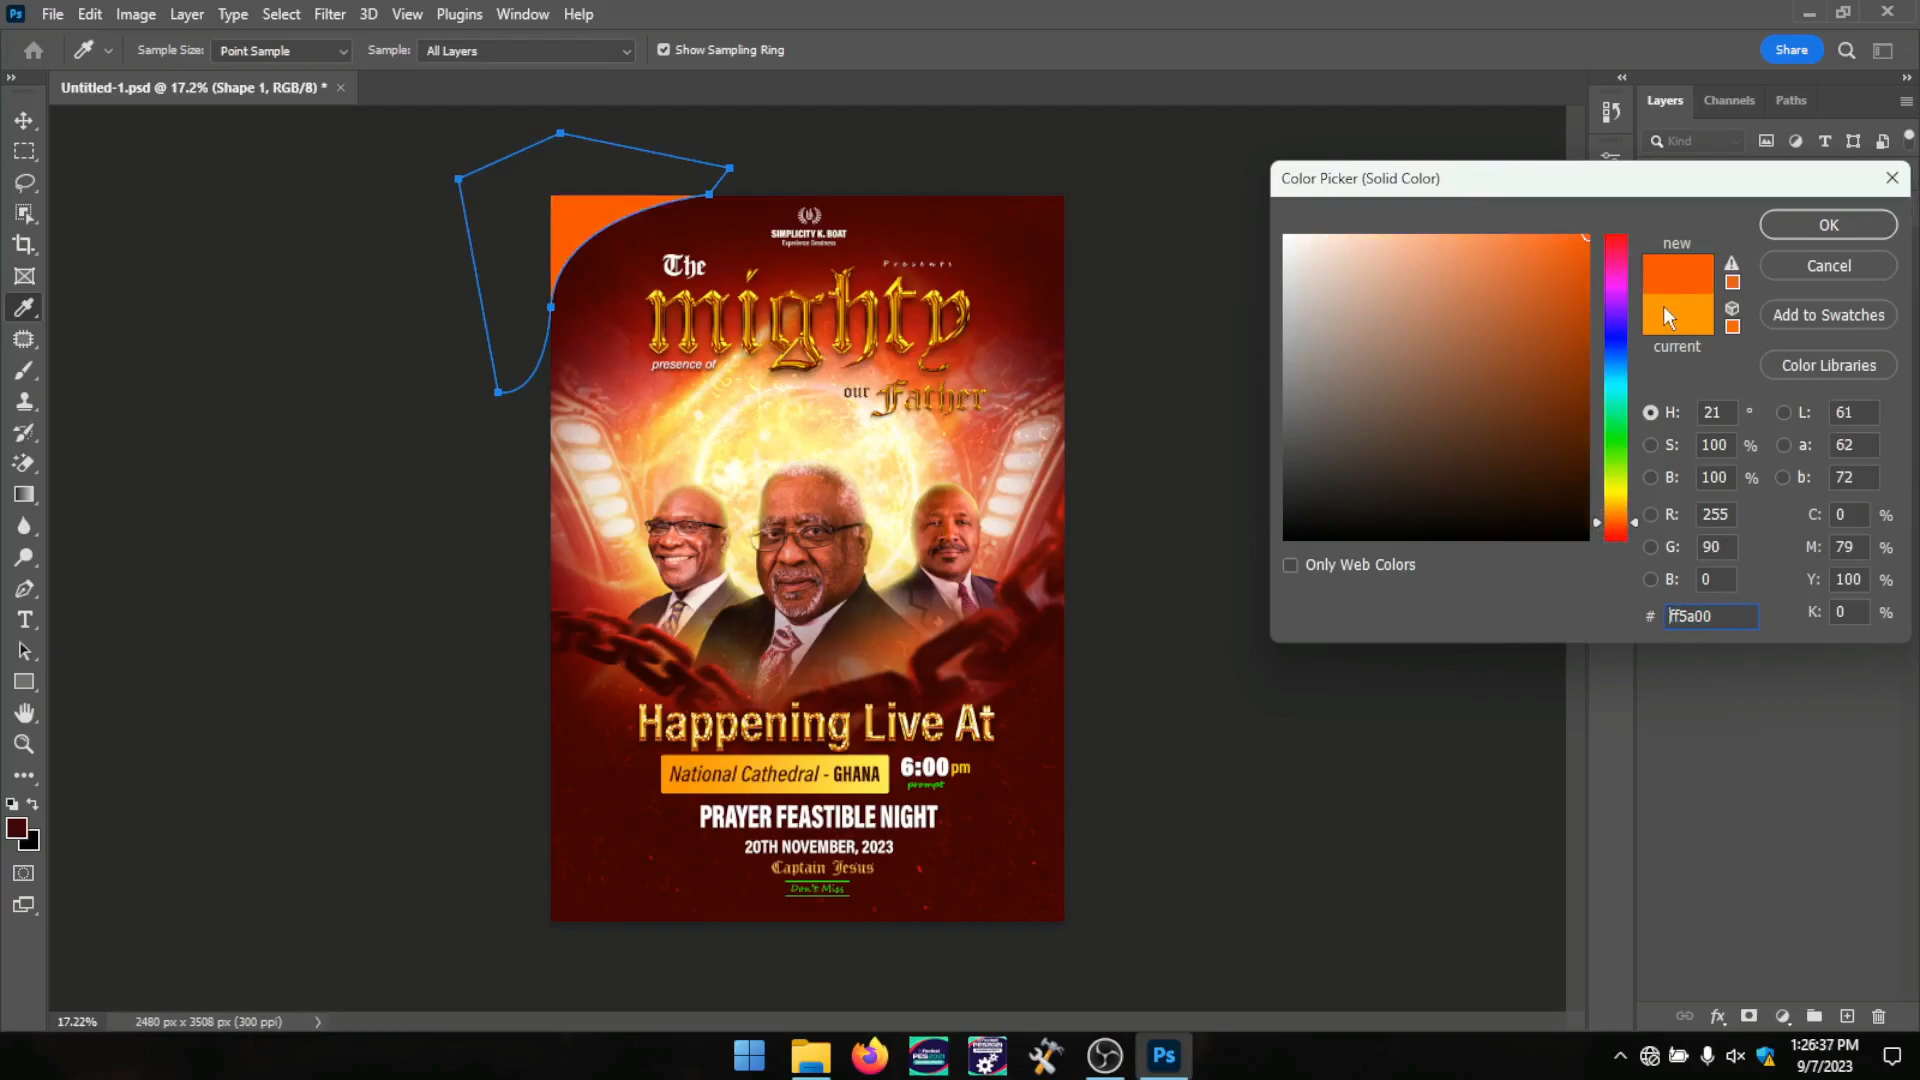 File Edit Image Layer Type Select Filter 3D View Plugins Window Help
Sample Size: Point Sample Sample: All Layers Show Sampling Ring Share
Untitled-1.psd @ 17.2% (Shape 1, RGB/8) *
Layers Channels Paths
Kind
Color Picker (Solid Color)
new
current
OK
Cancel
Add to Swatches
Color Libraries
H: 21 ° L: 61
S: 100 % a: 62
B: 100 % b: 72
R: 255 C: 0 %
G: 90 M: 79 %
B: 0 Y: 100 %
# ff5a00 K: 0 %
Only Web Colors
SIMPLICITY K. BOAT
Experience Greatness
The
Presents
mighty
presence of
our Father
Happening Live At
National Cathedral - GHANA
6:00pm
prompt
PRAYER FEASTIBLE NIGHT
20TH NOVEMBER, 2023
Captain Jesus
Don't Miss
17.22% 2480 px x 3508 px (300 ppi)
fx
Ps
1:26:37 PM
9/7/2023